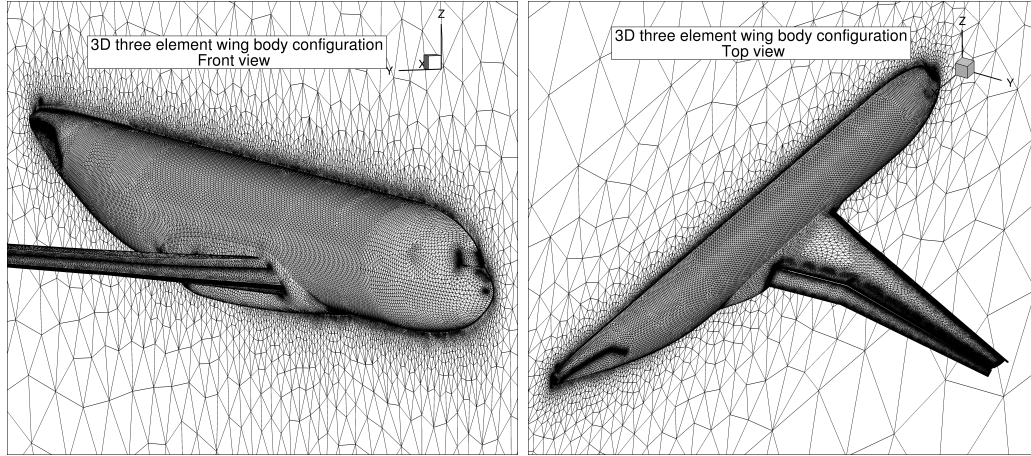 3D three element wing body configuration
Front view
Z
Y
X
3D three element wing body configuration
Top view
Z
Y